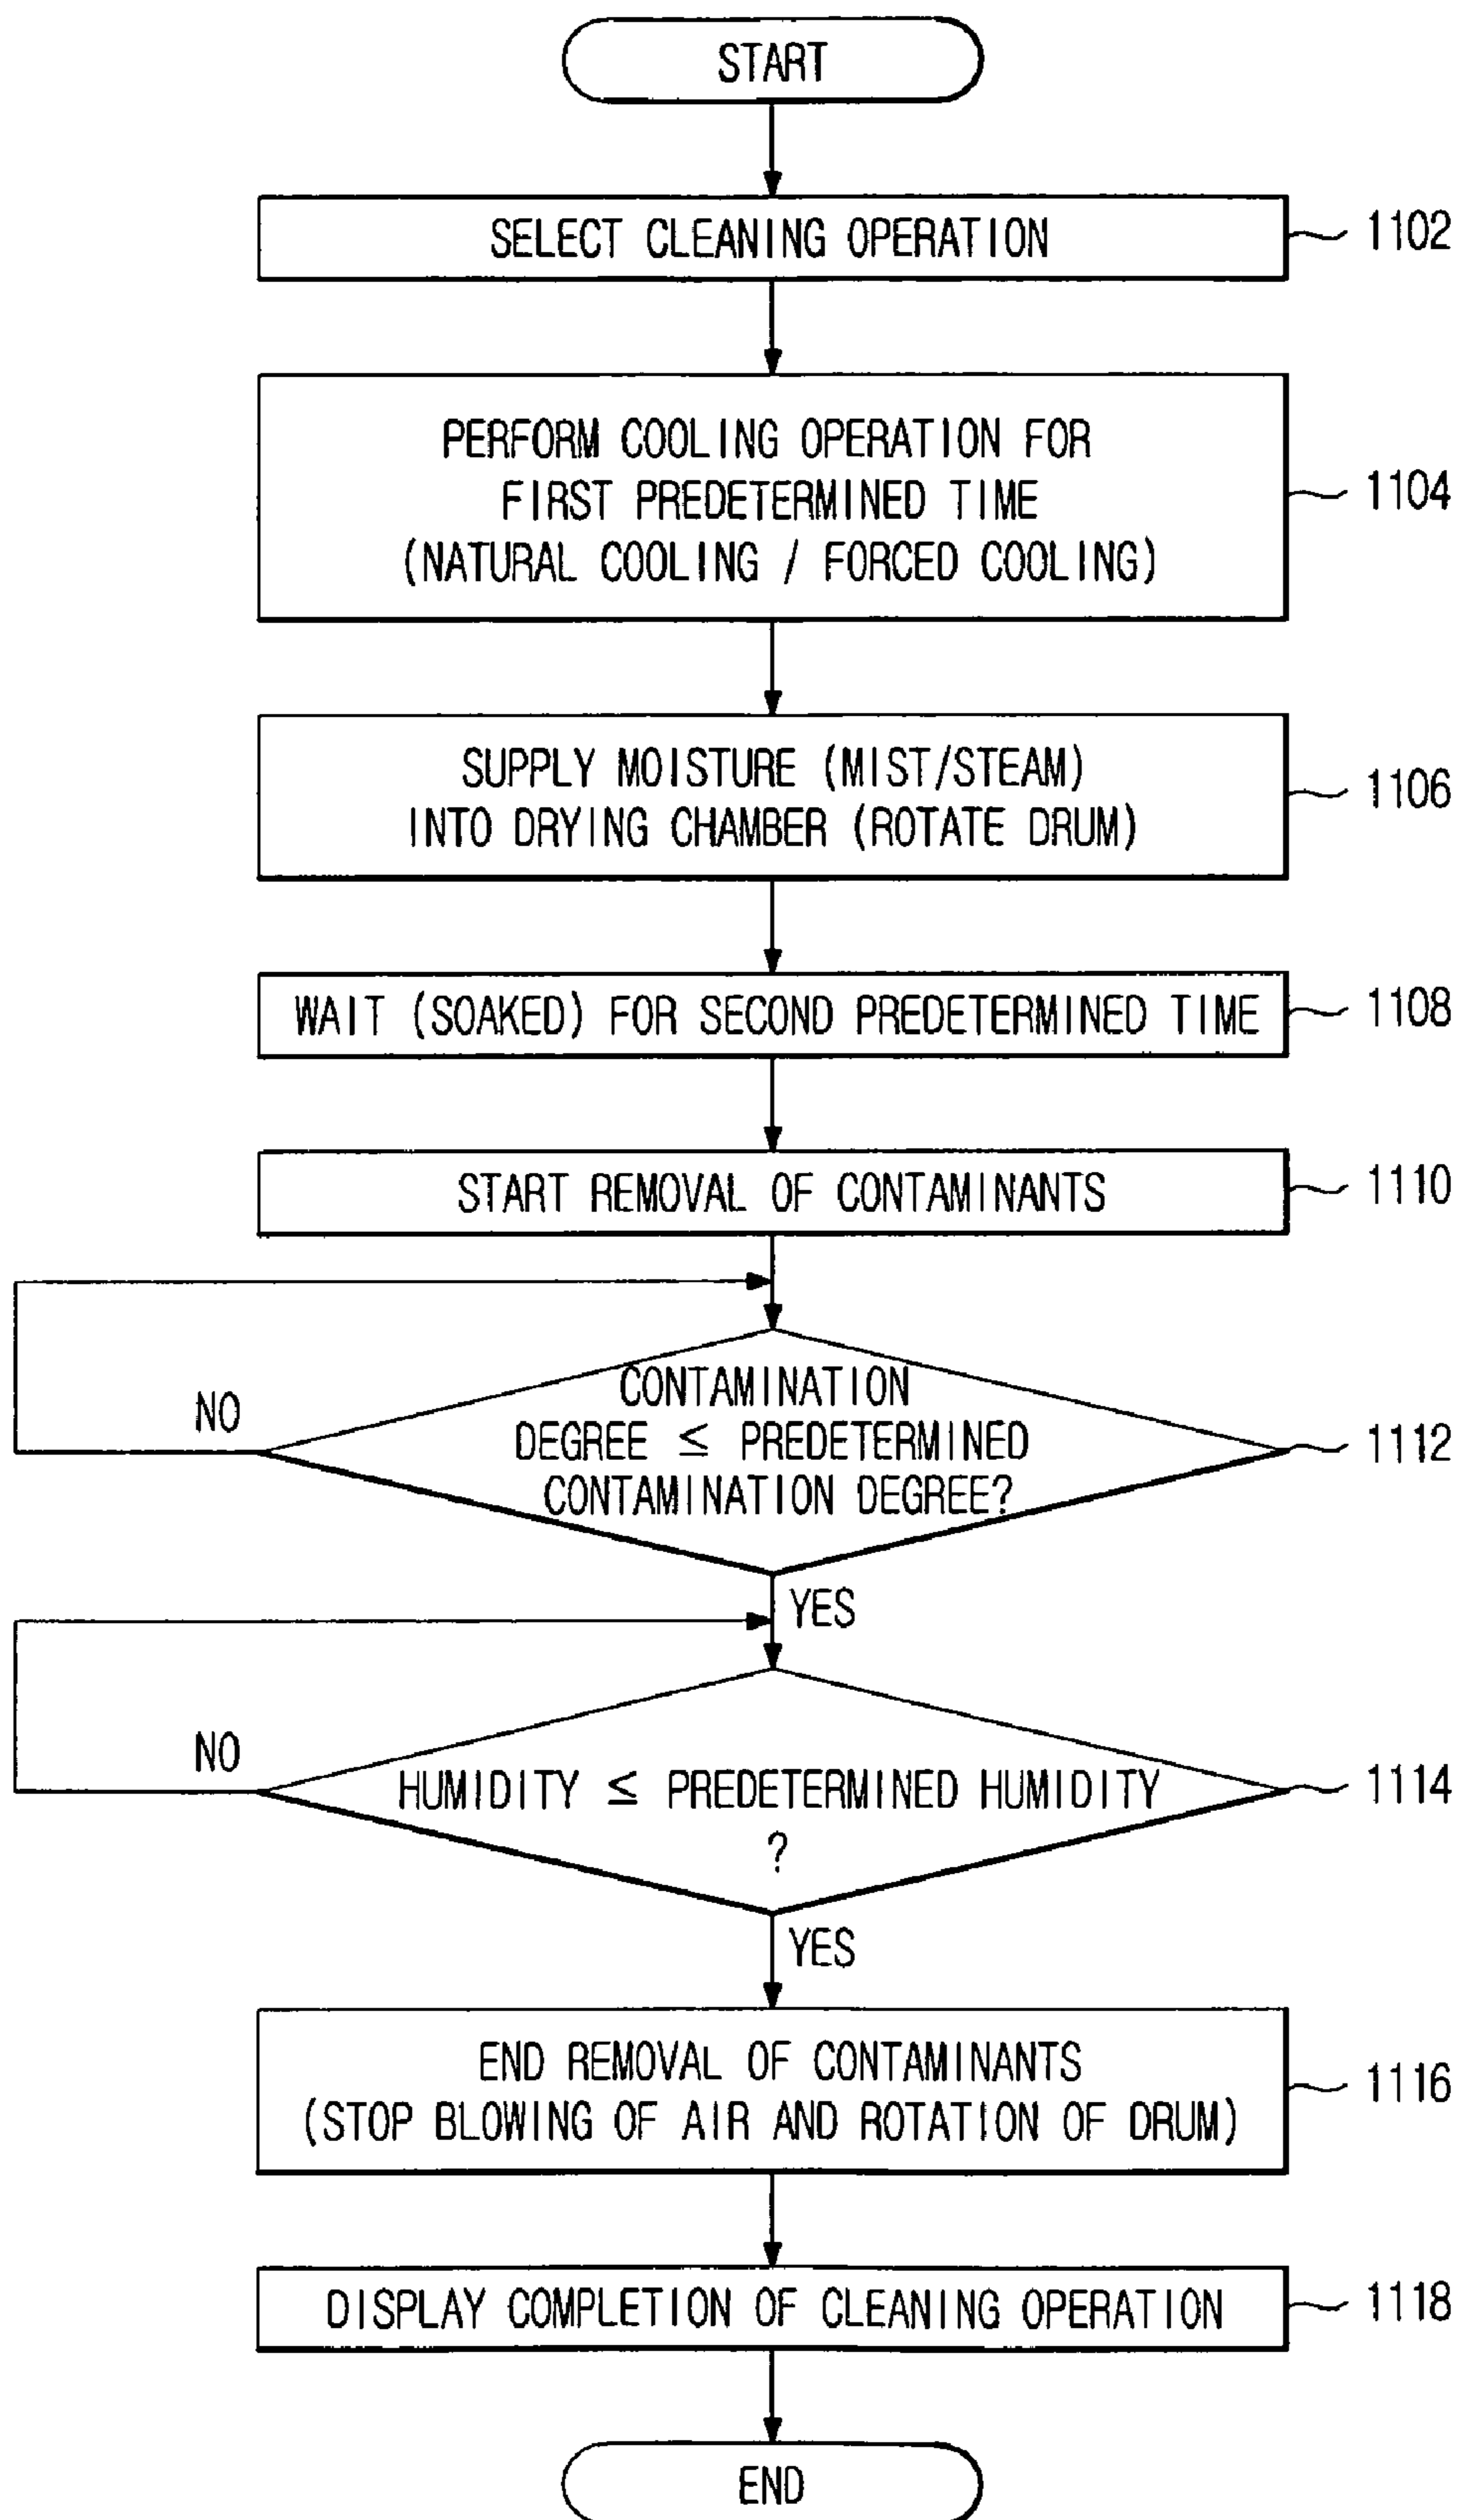 START
SELECT CLEANING OPERATION
1102
PERFORM COOLING OPERATION FOR
FIRST PREDETERMINED TIME
(NATURAL COOLING / FORCED COOLING)
1104
SUPPLY MOISTURE (MIST/STEAM)
INTO DRYING CHAMBER (ROTATE DRUM)
1106
WAIT (SOAKED) FOR SECOND PREDETERMINED TIME
1108
START REMOVAL OF CONTAMINANTS
1110
CONTAMINATION
DEGREE ≤ PREDETERMINED
CONTAMINATION DEGREE?
NO
1112
YES
HUMIDITY ≤ PREDETERMINED HUMIDITY
?
NO
1114
YES
END REMOVAL OF CONTAMINANTS
(STOP BLOWING OF AIR AND ROTATION OF DRUM)
1116
DISPLAY COMPLETION OF CLEANING OPERATION
1118
END